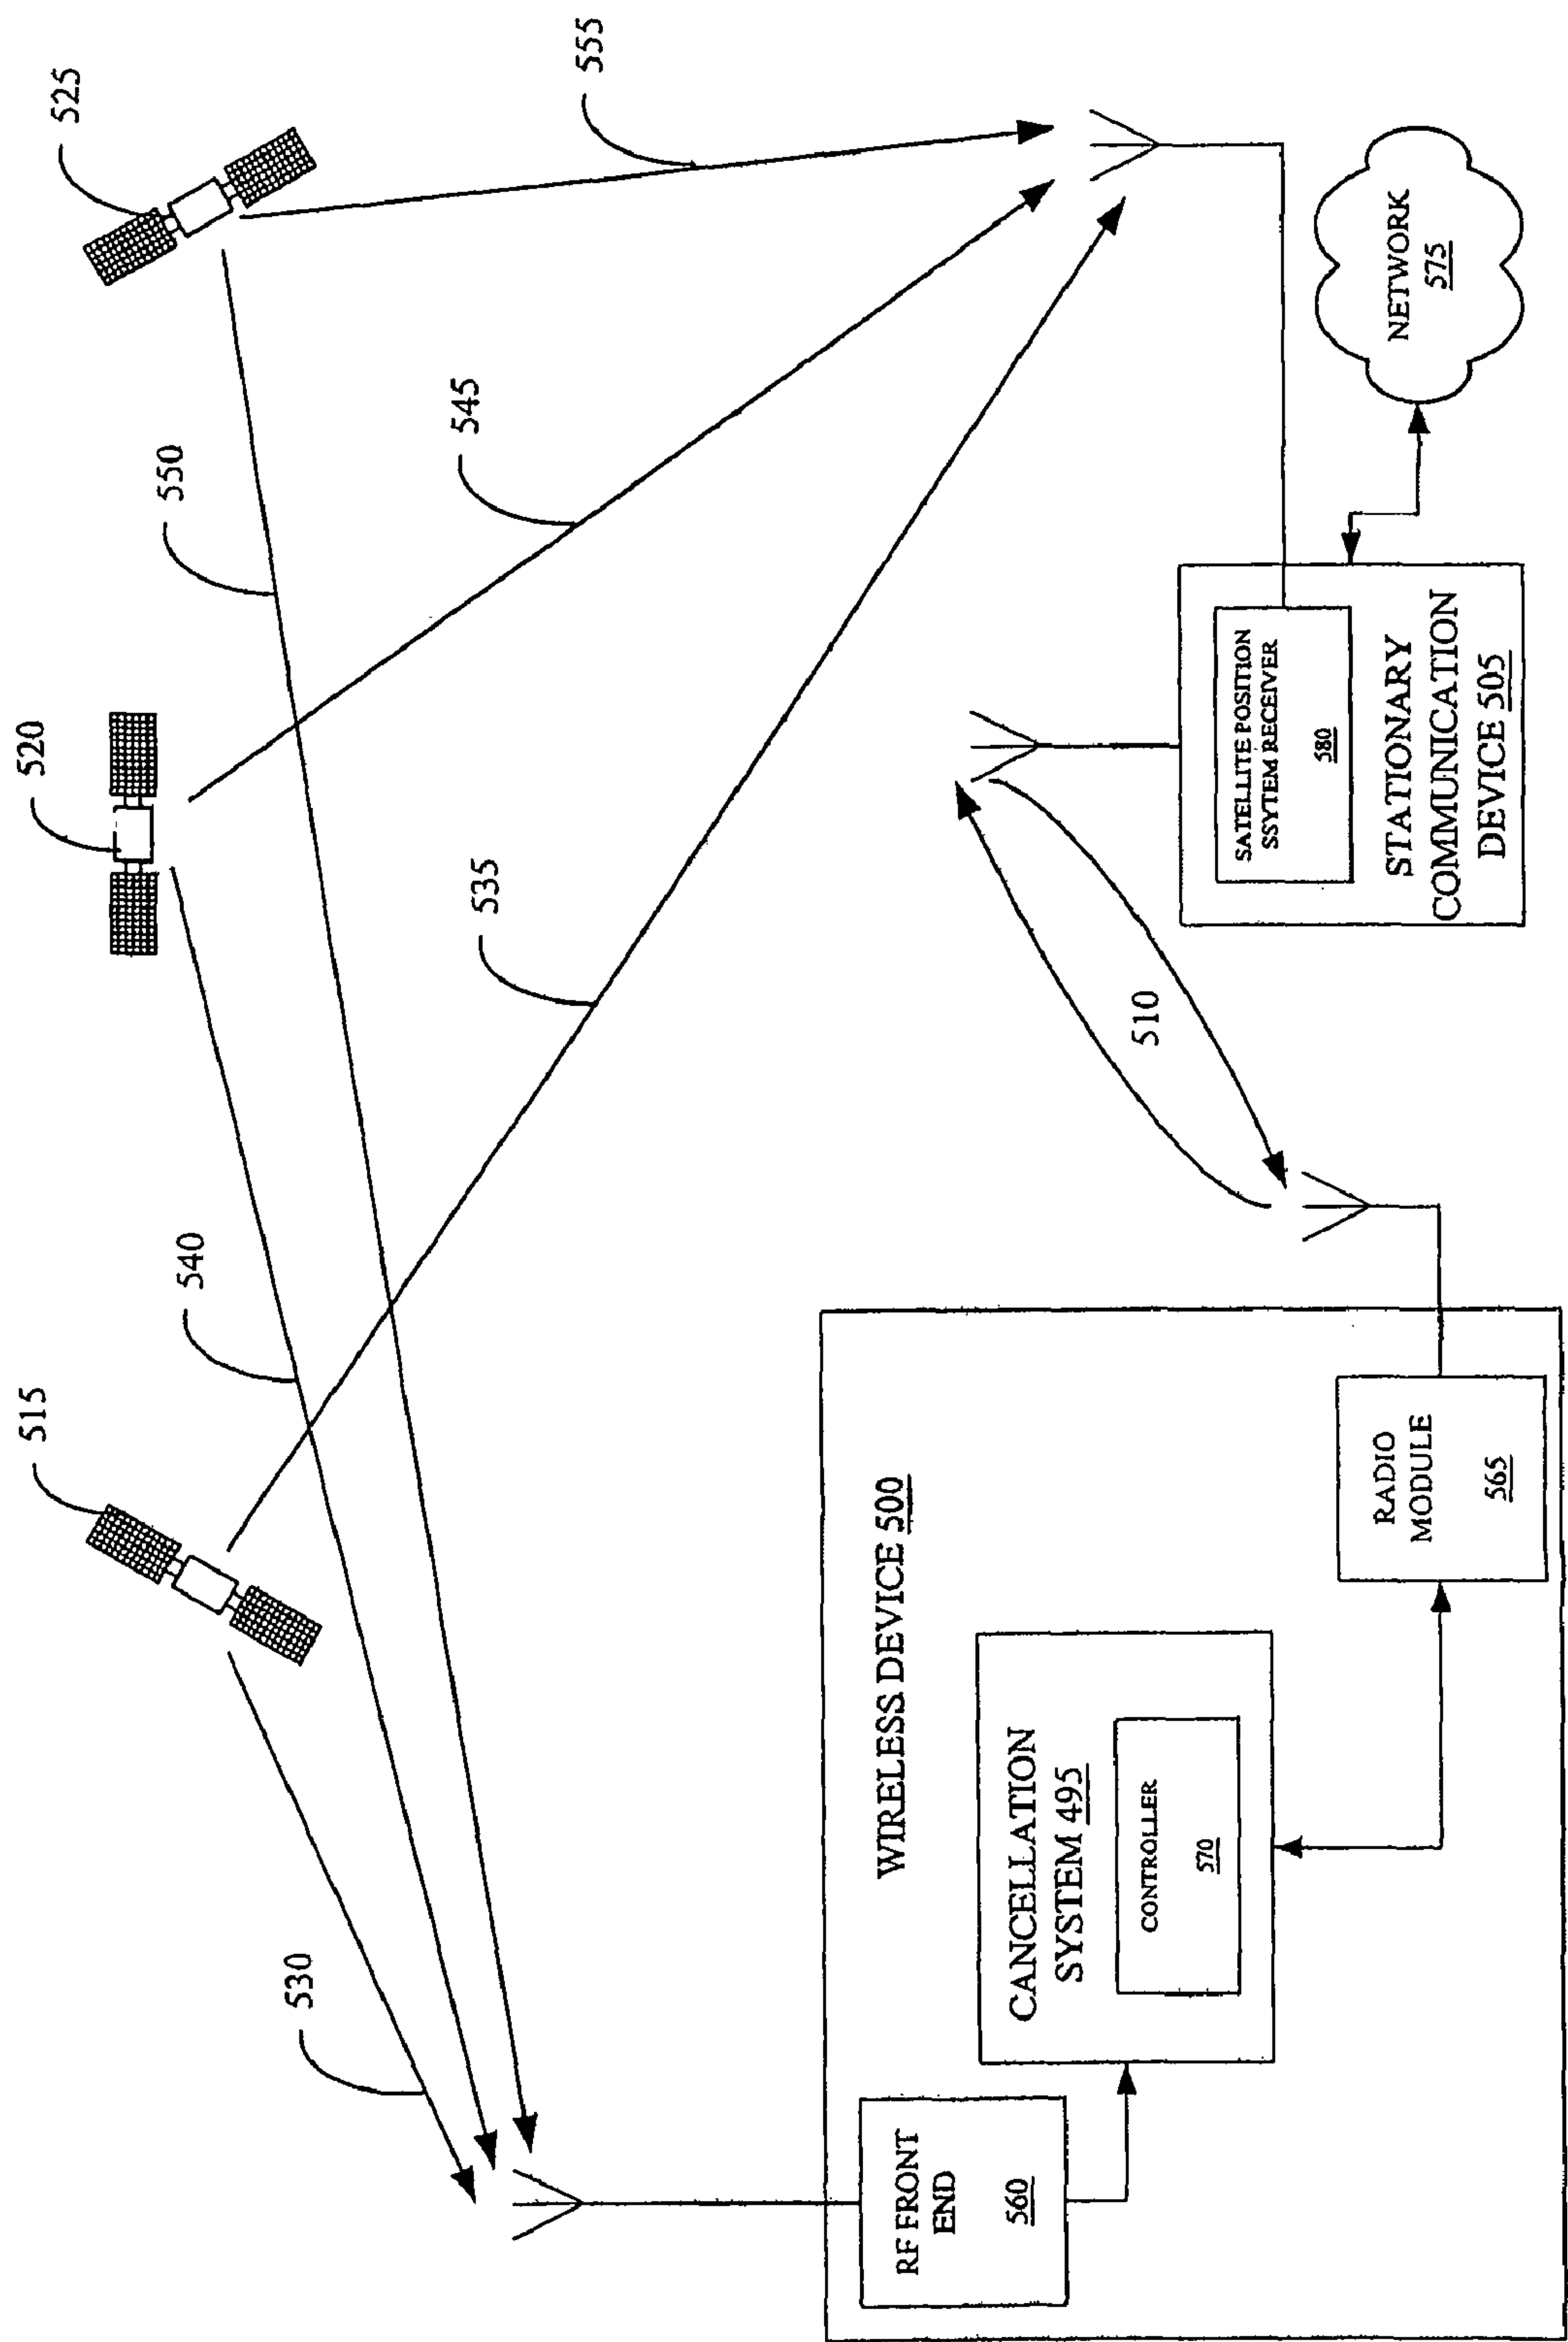 515
520
525
540
550
530
535
545
555
510
WIRELESS DEVICE 500
RF FRONT
END
560
CANCELLATION
SYSTEM 495
CONTROLLER
570
RADIO
MODULE
565
SATELLITE POSITION
SSYTEM RECEIVER
580
STATIONARY
COMMUNICATION
DEVICE 505
NETWORK
575